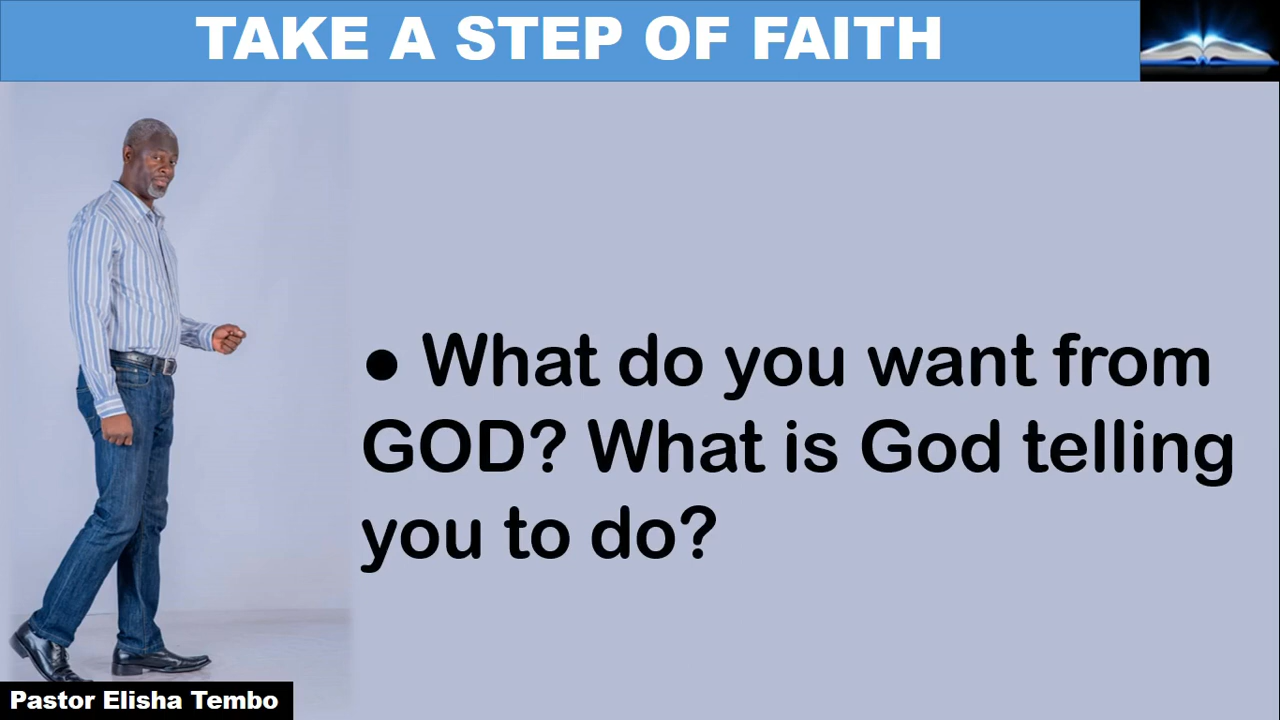 TAKE A STEP OF FAITH
● What do you want from
GOD? What is God telling
you to do?
Pastor Elisha Tembo